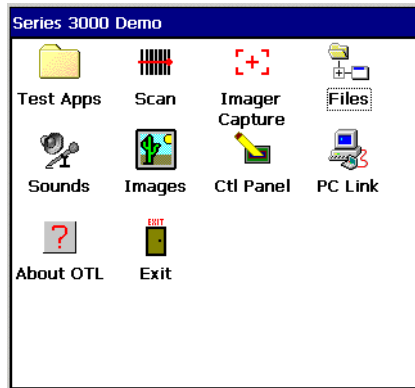 Series 3000 Demo
Test Apps Scan Imager Capture Files
Sounds Images Ctl Panel PC Link
EXIT
About OTL Exit